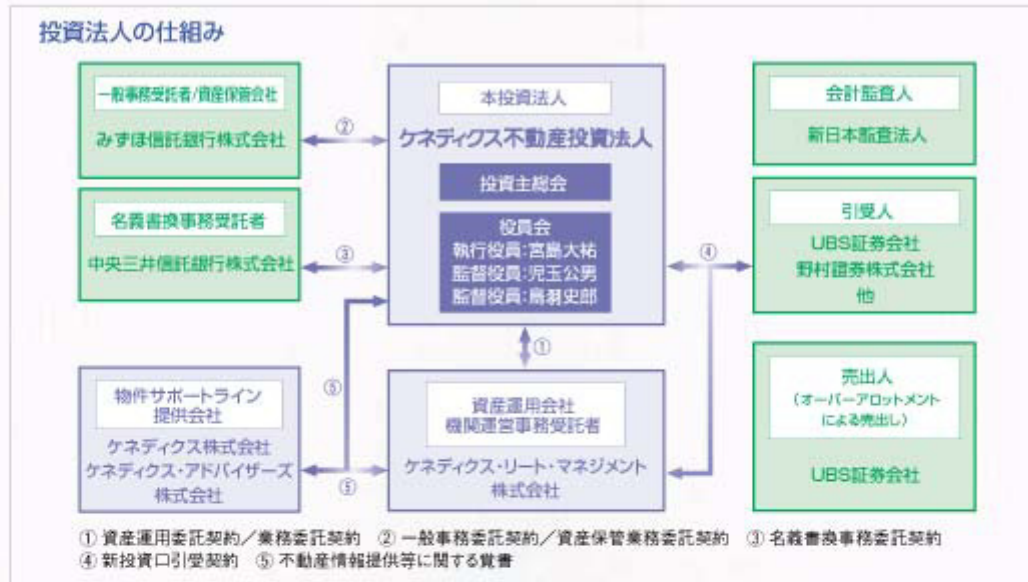 投資法人の仕組み
一般事務受託者/資産保管会社
みずほ信託銀行株式会社
②
名義書換事務受託者
中央三井信託銀行株式会社
③
物件サポートライン
提供会社
ケネディクス株式会社
ケネディクス・アドバイザーズ
株式会社
⑤
⑤
本投資法人
ケネディクス不動産投資法人
投資主総会
役員会
執行役員:宮島大祐
監督役員:児玉公男
監督役員:鳥羽史郎
①
資産運用会社
機関運営事務受託者
ケネディクス・リート・マネジメント
株式会社
④
会計監査人
新日本監査法人
引受人
UBS証券会社
野村證券株式会社
他
売出人
(オーバーアロットメント
による売出し)
UBS証券会社
① 資産運用委託契約/業務委託契約 ② 一般事務委託契約/資産保管業務委託契約 ③ 名義書換事務委託契約
④ 新投資口引受契約 ⑤ 不動産情報提供等に関する覚書